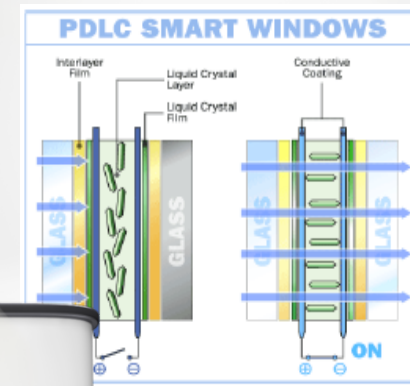 PDLC SMART WINDOWS
Interlayer
Film
Liquid Crystal
Layer
Liquid Crystal
Film
Conductive
Coating
GLASS
GLASS
GLASS
GLASS
⊕ ⊖
⊕ ⊖
ON